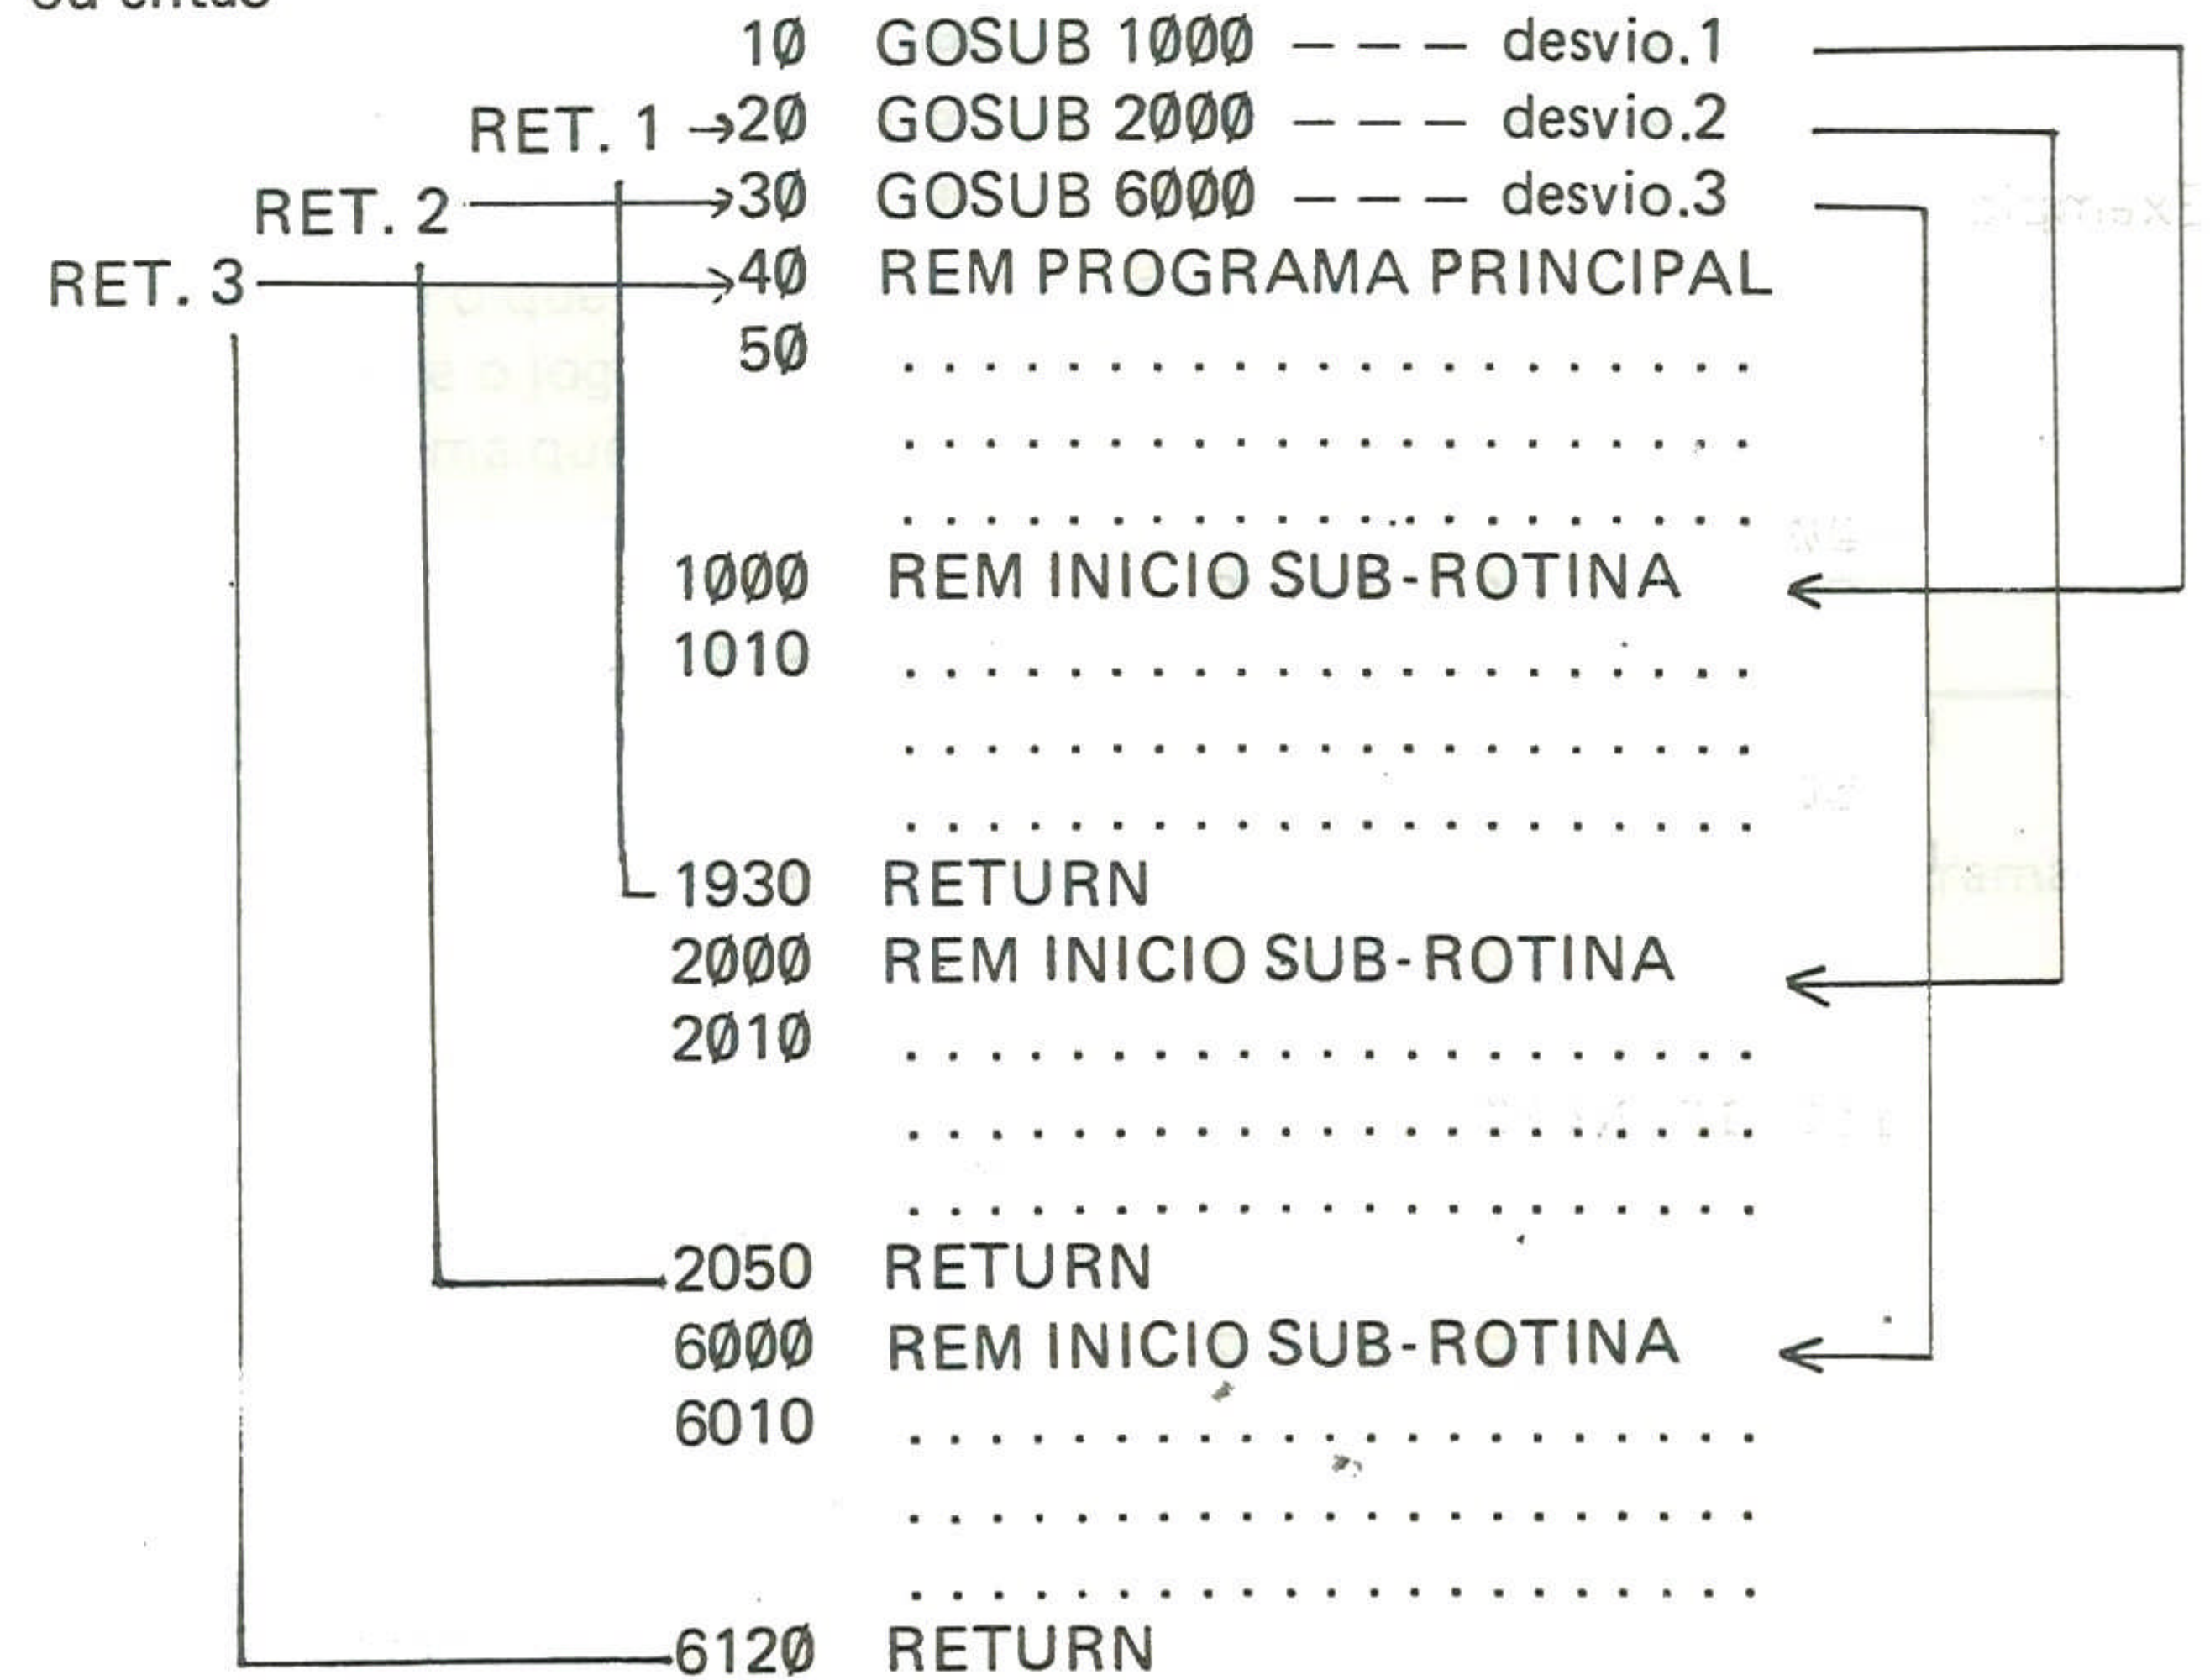 ou então
10 GOSUB 1000 — — — desvio.1
RET. 1 →20 GOSUB 2000 — — — desvio.2
RET. 2 →30 GOSUB 6000 — — — desvio.3
RET. 3 →40 REM PROGRAMA PRINCIPAL
50 . . . . . . . . . . . . . . . . . . . . .
. . . . . . . . . . . . . . . . . . . . .
. . . . . . . . . . . . . . . . . . . . .
1000 REM INICIO SUB-ROTINA
1010 . . . . . . . . . . . . . . . . . . . . .
. . . . . . . . . . . . . . . . . . . . .
. . . . . . . . . . . . . . . . . . . . .
1930 RETURN
2000 REM INICIO SUB-ROTINA
2010 . . . . . . . . . . . . . . . . . . . . .
. . . . . . . . . . . . . . . . . . . . .
. . . . . . . . . . . . . . . . . . . . .
2050 RETURN
6000 REM INICIO SUB-ROTINA
6010 . . . . . . . . . . . . . . . . . . . . .
. . . . . . . . . . . . . . . . . . . . .
. . . . . . . . . . . . . . . . . . . . .
6120 RETURN